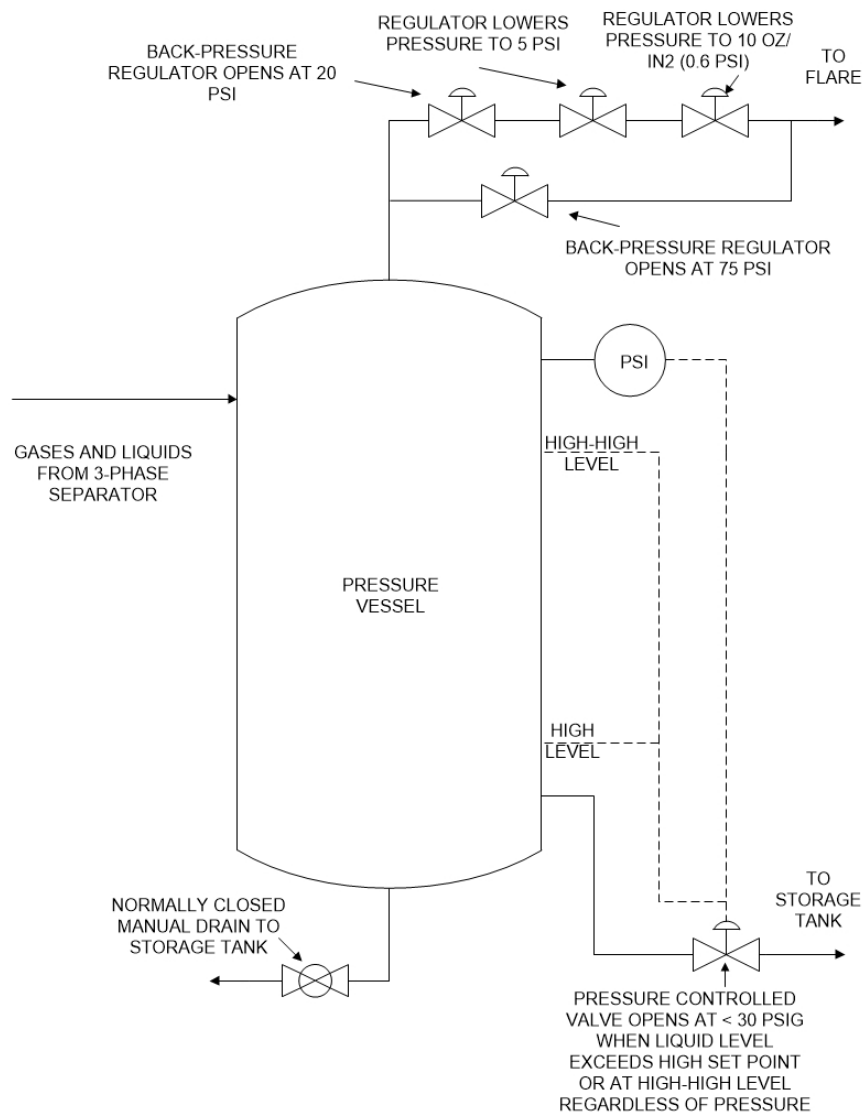 REGULATOR LOWERS
PRESSURE TO 5 PSI
REGULATOR LOWERS
PRESSURE TO 10 OZ/
IN2 (0.6 PSI)
BACK-PRESSURE
REGULATOR OPENS AT 20
PSI
TO
FLARE
BACK-PRESSURE REGULATOR
OPENS AT 75 PSI
PSI
GASES AND LIQUIDS
FROM 3-PHASE
SEPARATOR
HIGH-HIGH
LEVEL
PRESSURE
VESSEL
HIGH
LEVEL
NORMALLY CLOSED
MANUAL DRAIN TO
STORAGE TANK
TO
STORAGE
TANK
PRESSURE CONTROLLED
VALVE OPENS AT < 30 PSIG
WHEN LIQUID LEVEL
EXCEEDS HIGH SET POINT
OR AT HIGH-HIGH LEVEL
REGARDLESS OF PRESSURE